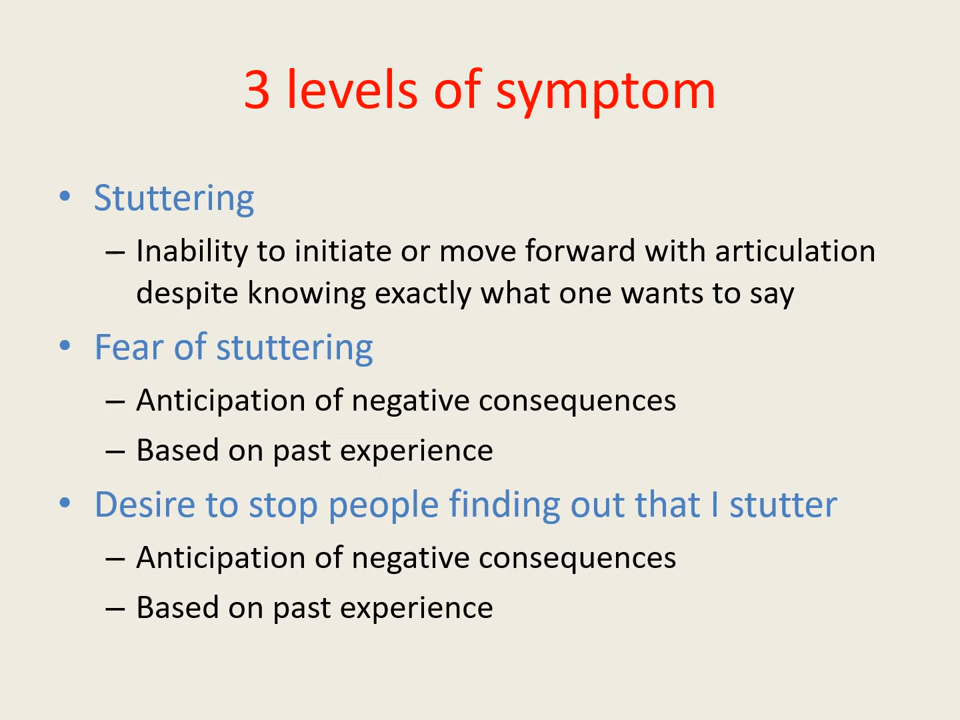 3 levels of symptom
• Stuttering
– Inability to initiate or move forward with articulation
despite knowing exactly what one wants to say
• Fear of stuttering
– Anticipation of negative consequences
– Based on past experience
• Desire to stop people finding out that I stutter
– Anticipation of negative consequences
– Based on past experience